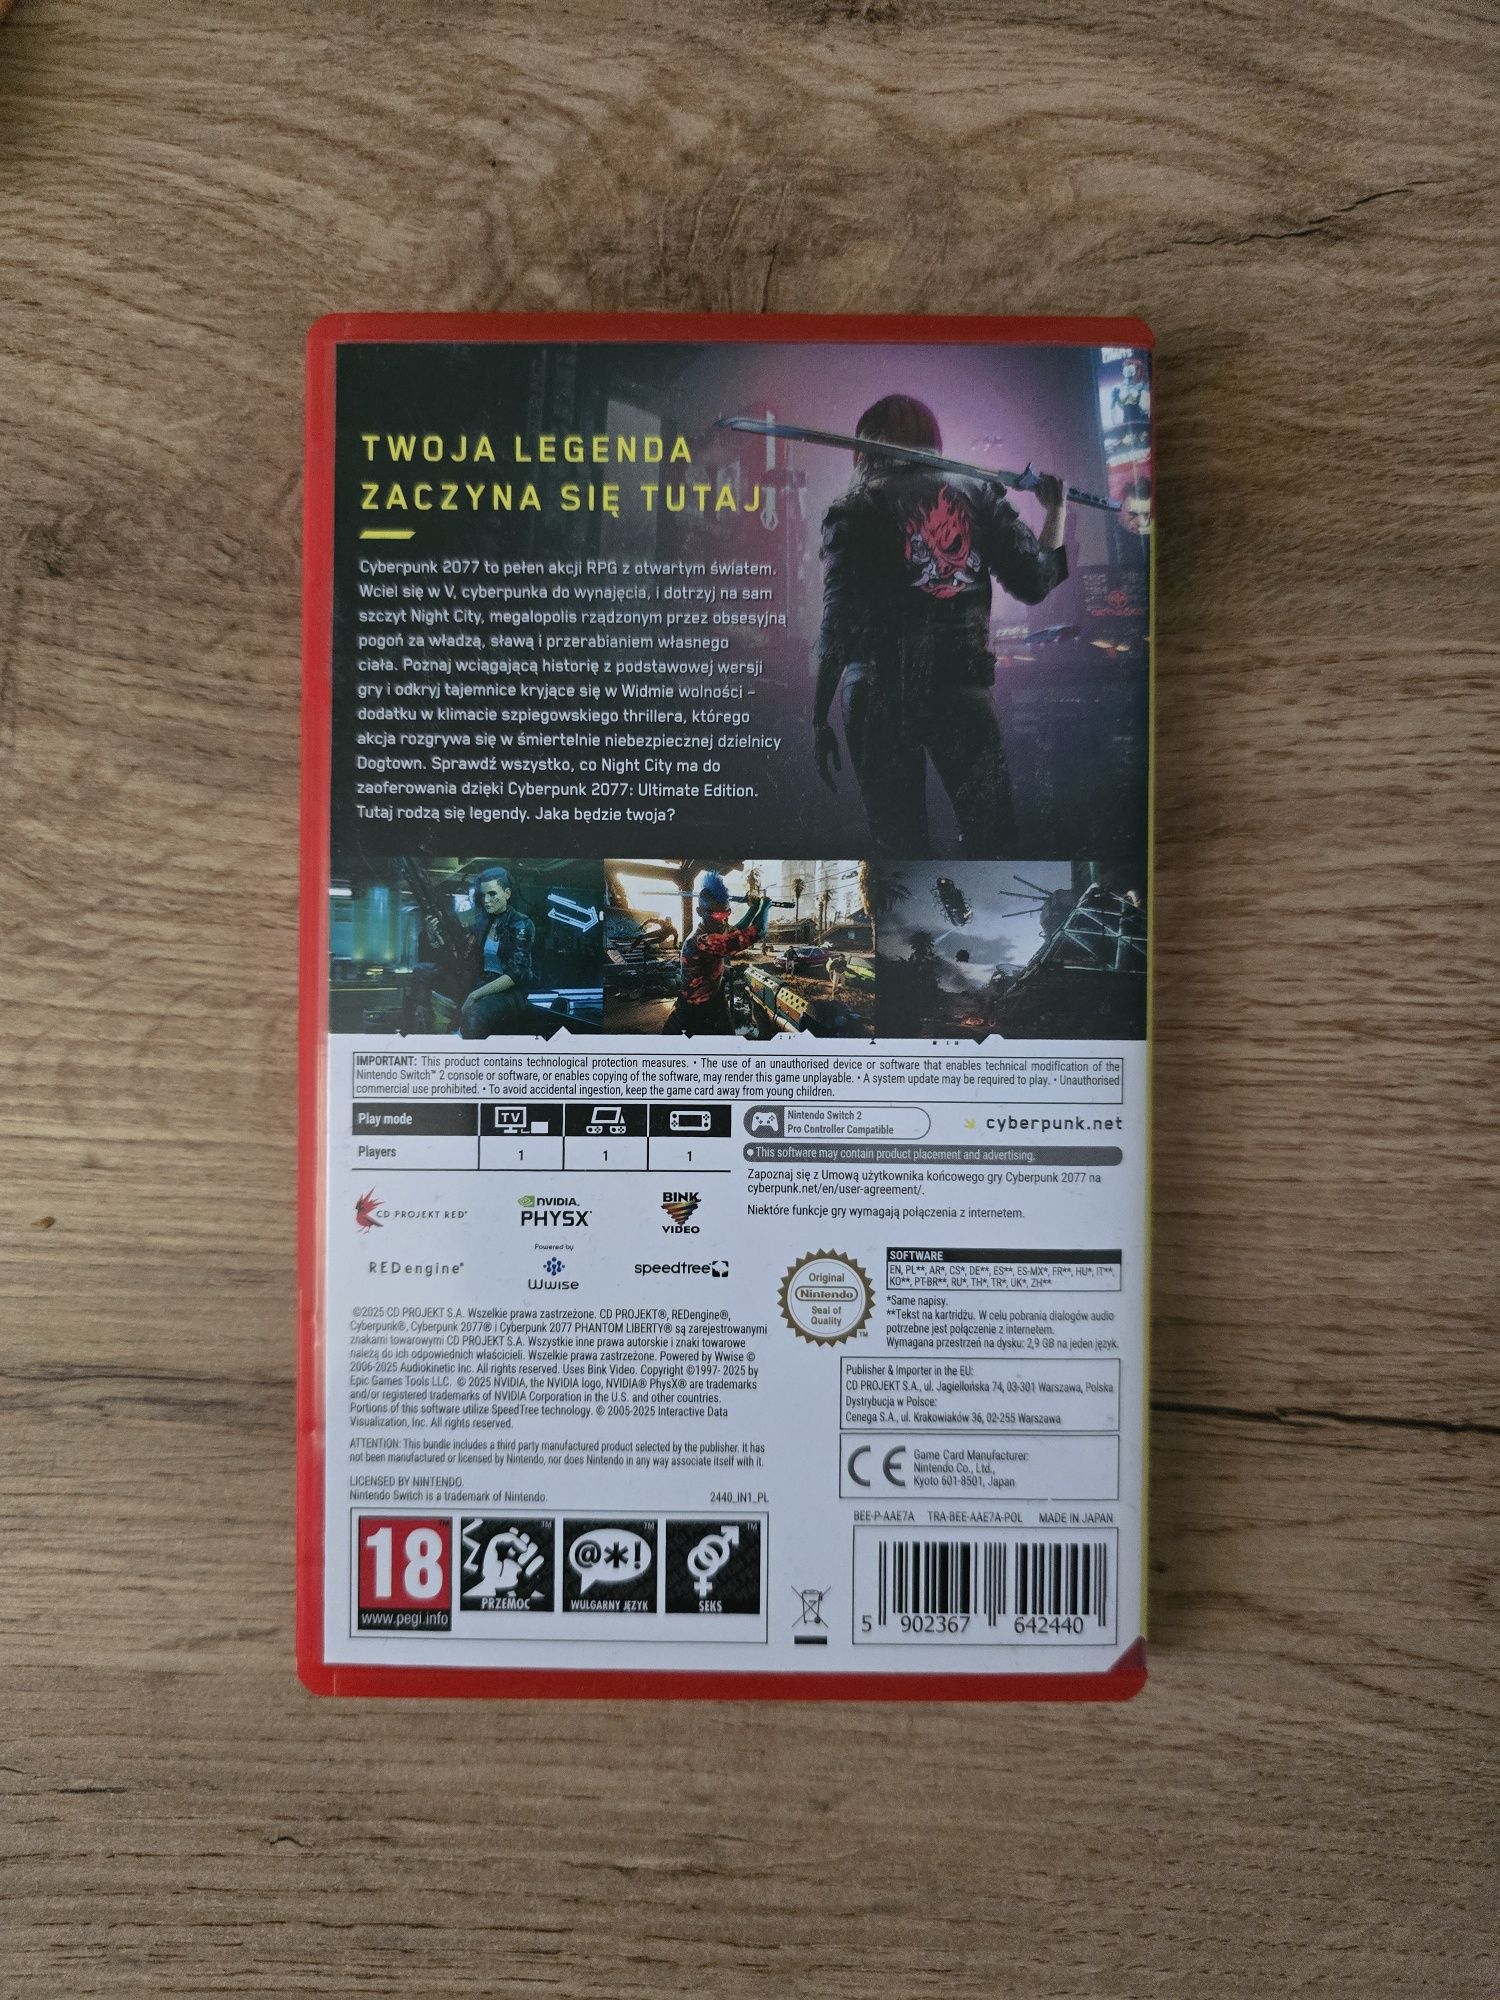 TWOJA LEGENDA
ZACZYNA SIĘ TUTAJ
Cyberpunk 2077 to pełen akcji RPG z otwartym światem.
Wciel się w V, cyberpunka do wynajęcia, i dotrzyj na sam
szczyt Night City, megalopolis rządzonym przez obsesyjną
pogoń za władzą, sławą i przerabianiem własnego
ciała. Poznaj wciągającą historię z podstawowej wersji
gry i odkryj tajemnice kryjące się w Widmie wolności –
dodatku w klimacie szpiegowskiego thrillera, którego
akcja rozgrywa się w śmiertelnie niebezpiecznej dzielnicy
Dogtown. Sprawdź wszystko, co Night City ma do
zaoferowania dzięki Cyberpunk 2077: Ultimate Edition.
Tutaj rodzą się legendy. Jaka będzie twoja?
IMPORTANT: This product contains technological protection measures. • The use of an unauthorised device or software that enables technical modification of the
Nintendo Switch™ 2 console or software, or enables copying of the software, may render this game unplayable. • A system update may be required to play. • Unauthorised
commercial use prohibited. • To avoid accidental ingestion, keep the game card away from young children.
Play mode TV
Players 1 1 1
Nintendo Switch 2
Pro Controller Compatible
cyberpunk.net
This software may contain product placement and advertising.
Zapoznaj się z Umową użytkownika końcowego gry Cyberpunk 2077 na
cyberpunk.net/en/user-agreement/.
Niektóre funkcje gry wymagają połączenia z internetem.
CD PROJEKT RED®
NVIDIA.
PHYSX®
BINK
VIDEO
REDengine®
Powered by
Wwise
speedtree
Original
Nintendo
Seal of
Quality
TM
SOFTWARE
EN, PL**, AR*, CS*, DE**, ES**, ES-MX*, FR**, HU*, IT**,
KO**, PT-BR**, RU*, TH*, TR*, UK*, ZH**
*Same napisy.
**Tekst na kartridżu. W celu pobrania dialogów audio
potrzebne jest połączenie z internetem.
Wymagana przestrzeń na dysku: 2,9 GB na jeden język.
©2025 CD PROJEKT S.A. Wszelkie prawa zastrzeżone. CD PROJEKT®, REDengine®,
Cyberpunk®, Cyberpunk 2077® i Cyberpunk 2077 PHANTOM LIBERTY® są zarejestrowanymi
znakami towarowymi CD PROJEKT S.A. Wszystkie inne prawa autorskie i znaki towarowe
należą do ich odpowiednich właścicieli. Wszelkie prawa zastrzeżone. Powered by Wwise ©
2006-2025 Audiokinetic Inc. All rights reserved. Uses Bink Video. Copyright ©1997- 2025 by
Epic Games Tools LLC. © 2025 NVIDIA, the NVIDIA logo, NVIDIA® PhysX® are trademarks
and/or registered trademarks of NVIDIA Corporation in the U.S. and other countries.
Portions of this software utilize SpeedTree technology. © 2005-2025 Interactive Data
Visualization, Inc. All rights reserved.
ATTENTION: This bundle includes a third party manufactured product selected by the publisher. It has
not been manufactured or licensed by Nintendo, nor does Nintendo in any way associate itself with it.
LICENSED BY NINTENDO.
Nintendo Switch is a trademark of Nintendo.
2440_IN1_PL
Publisher & Importer in the EU:
CD PROJEKT S.A., ul. Jagiellońska 74, 03-301 Warszawa, Polska
Dystrybucja w Polsce:
Cenega S.A., ul. Krakowiaków 36, 02-255 Warszawa
CE
Game Card Manufacturer:
Nintendo Co., Ltd.,
Kyoto 601-8501, Japan
BEE-P-AAE7A TRA-BEE-AAE7A-POL MADE IN JAPAN
18
www.pegi.info
PRZEMOC
@*!
WULGARNY JĘZYK
SEKS
TM TM TM TM
5 902367 642440